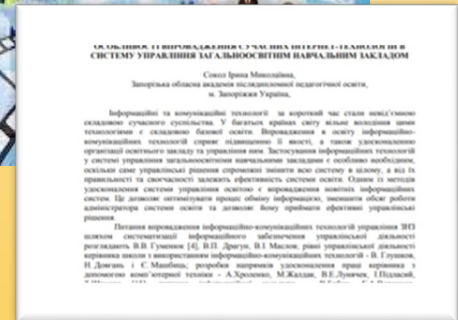 ОСОБЛИВОСТІ ВПРОВАДЖЕННЯ СУЧАСНИХ ІНТЕРНЕТ-ТЕХНОЛОГІЙ В
СИСТЕМУ УПРАВЛІННЯ ЗАГАЛЬНООСВІТНІМ НАВЧАЛЬНИМ ЗАКЛАДОМ
Сокол Ірина Миколаївна,
Запорізька обласна академія післядипломної педагогічної освіти,
м. Запоріжжя Україна,
Інформаційні та комунікаційні технології за короткий час стали невід'ємною
складовою сучасного суспільства. У багатьох країнах світу вільне володіння цими
технологіями є складовою базової освіти. Впровадження в освіту інформаційно-
комунікаційних технологій сприяє підвищенню її якості, а також удосконаленню
організації освітнього закладу та управління ним. Застосування інформаційних технологій
у системі управління загальноосвітніми навчальними закладами є особливо необхідним,
оскільки саме управлінські рішення спроможні змінити всю систему в цілому, а від їх
правильності та своєчасності залежить ефективність системи освіти. Одним із методів
удосконалення системи управління освітою є впровадження новітніх інформаційних
систем. Це дозволяє оптимізувати процес обміну інформацією, зменшити обсяг роботи
адміністратора системи освіти та дозволяє йому приймати ефективні управлінські
рішення.
Питання впровадження інформаційно-комунікаційних технологій управління ЗНЗ
шляхом систематизації інформаційного забезпечення управлінської діяльності
розглядають В.В. Гуменюк [4], В.П. Драгун, В.І. Маслов; рівні управлінської діяльності
керівника школи з використанням інформаційно-комунікаційних технологій - В. Глушков,
Н. Довгань і Є. Машбиць; розробка напрямків удосконалення праці керівника з
допомогою комп'ютерної техніки - А.Хроленко, М.Жалдак, В.Е.Лунячек, І.Підласий,